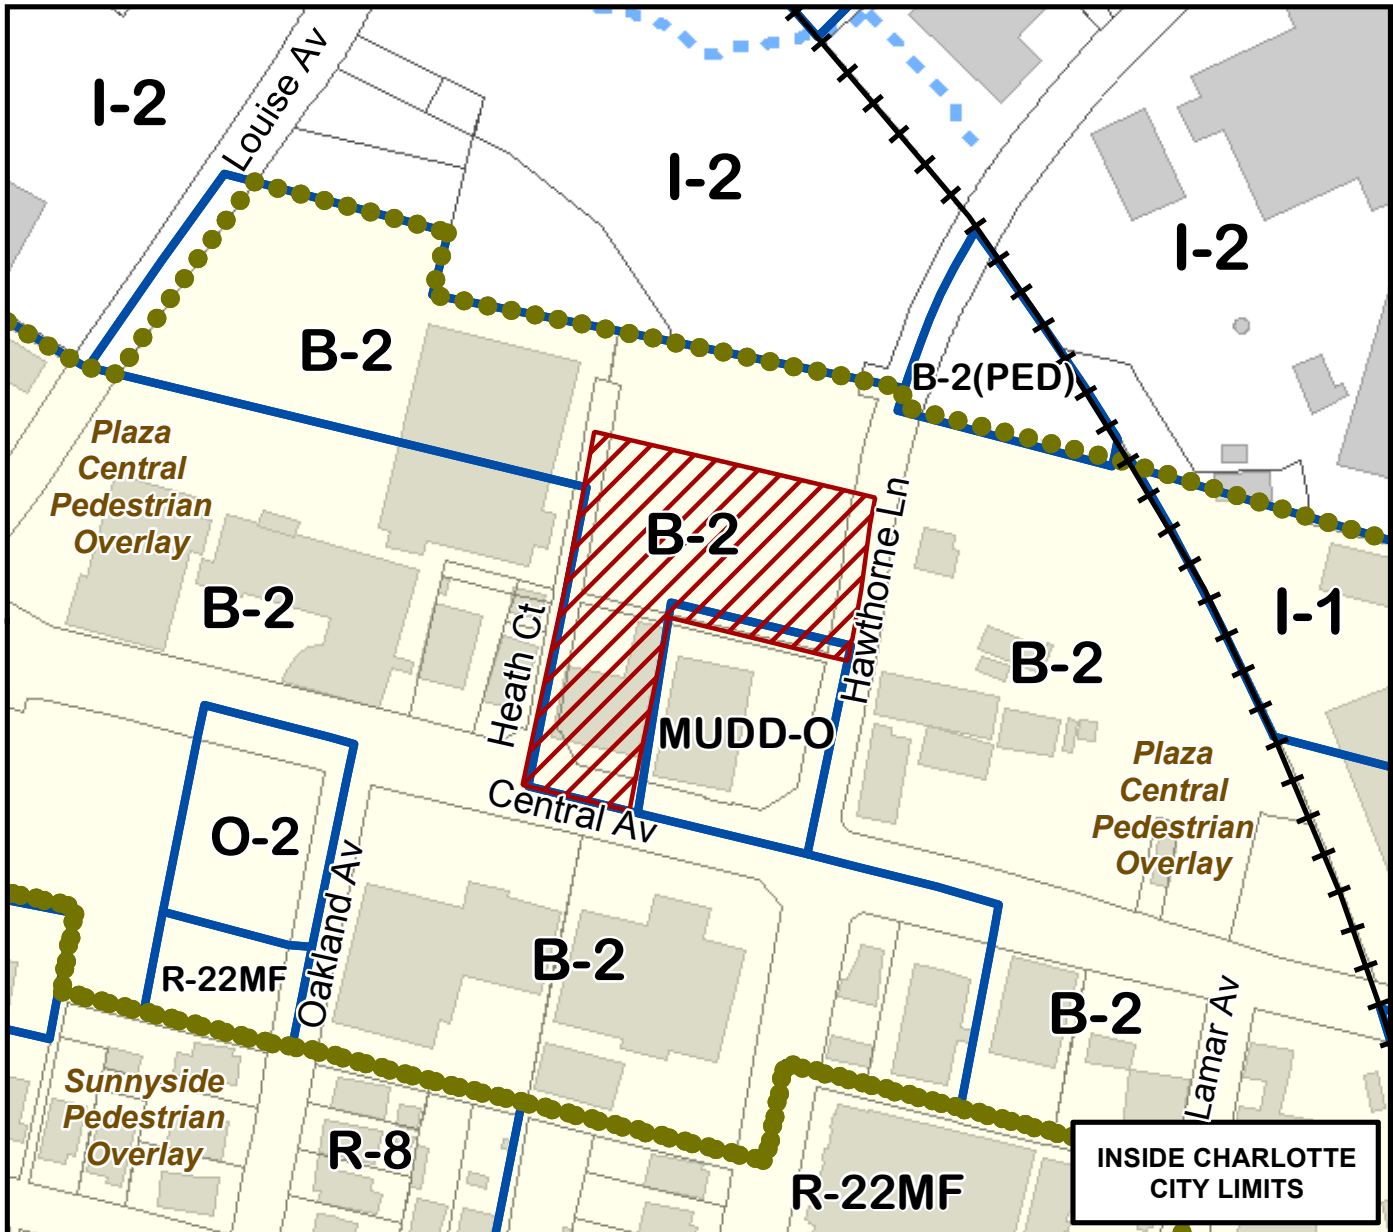 I-2
Louise Av
I-2
I-2
B-2
B-2(PED)
Plaza
Central
Pedestrian
Overlay
B-2
Hawthorne Ln
B-2
Heath Ct
I-1
B-2
MUDD-O
Plaza
Central
Pedestrian
Overlay
Central Av
O-2
Oakland Av
B-2
R-22MF
B-2
Lamar Av
Sunnyside
Pedestrian
Overlay
R-8
R-22MF
INSIDE CHARLOTTE
CITY LIMITS